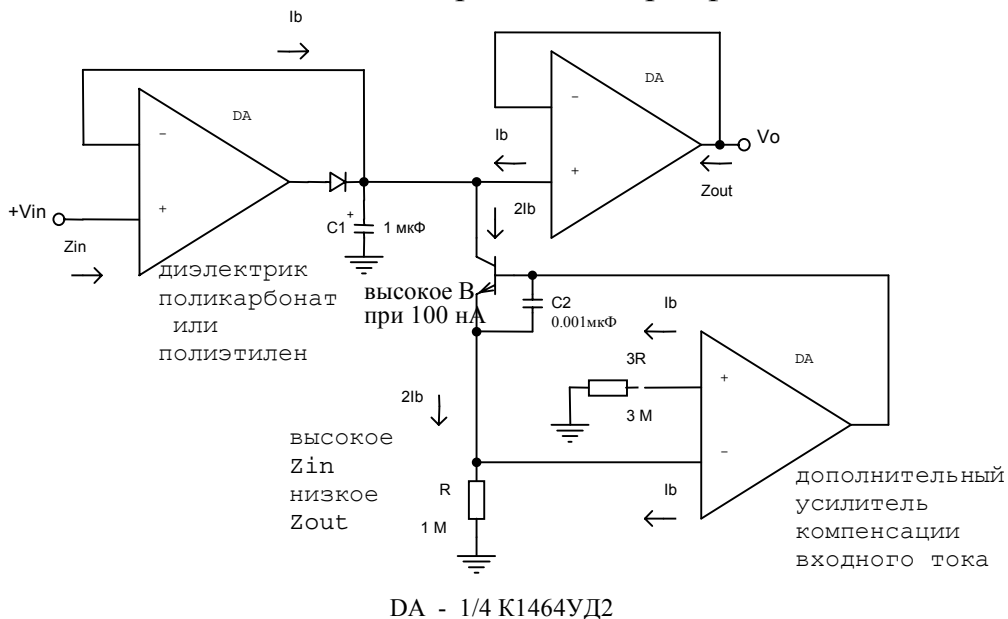 Ib
DA
−
+
+Vin
Zin
C1
+
1 мкФ
диэлектрик
поликарбонат
или
полиэтилен
DA
−
+
Ib
Vo
Zout
2Ib
высокое В
при 100 нА
C2
0.001мкФ
Ib
3R
3 M
DA
+
−
2Ib
высокое
Zin
низкое
Zout
R
1 M
Ib
дополнительный
усилитель
компенсации
входного тока
DA - 1/4 К1464УД2